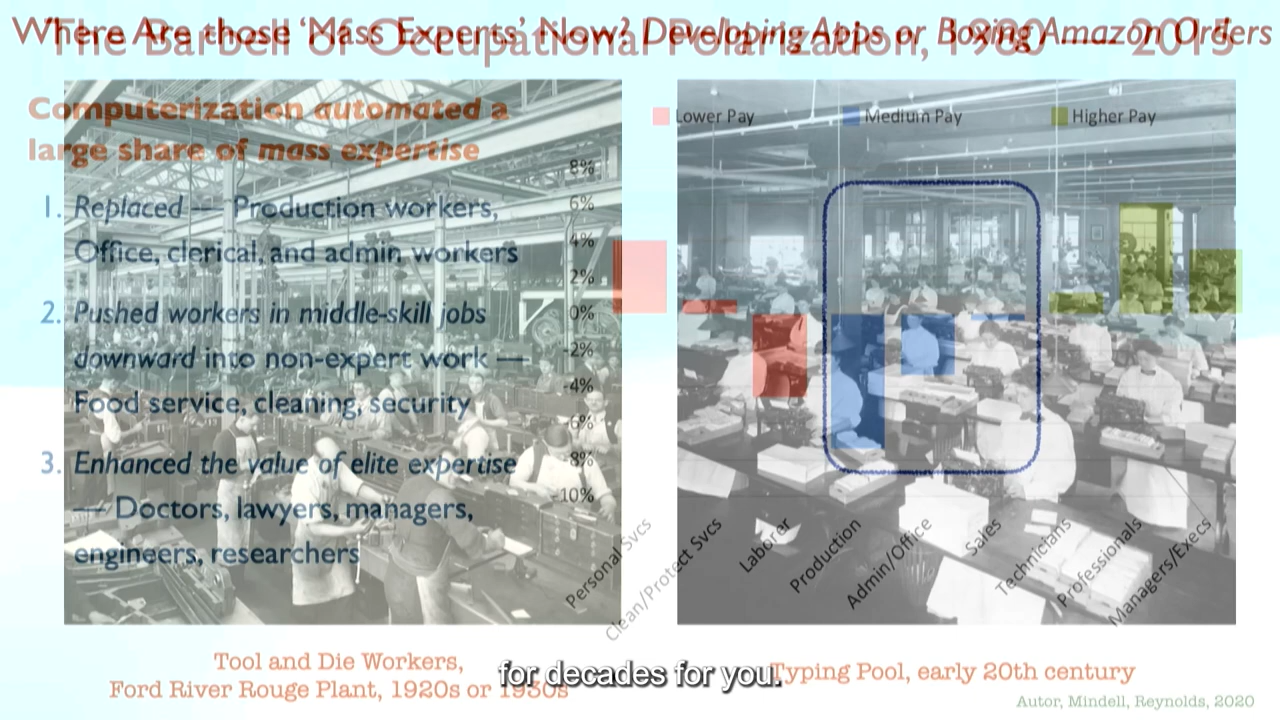 Where Are those ‘Mass Experts’ Now? Developing Apps or Boxing Amazon Orders
The Barbell of Occupational Polarization, 1980 — 2015
Computerization automated a
large share of mass expertise
1. Replaced — Production workers,
Office, clerical, and admin workers
2. Pushed workers in middle-skill jobs
downward into non-expert work —
Food service, cleaning, security
3. Enhanced the value of elite expertise
— Doctors, lawyers, managers,
engineers, researchers
Lower Pay
Medium Pay
Higher Pay
8%
6%
4%
2%
0%
-2%
-4%
-6%
-8%
-10%
Personal Svcs
Clean/Protect Svcs
Laborer
Production
Admin/Office
Sales
Technicians
Professionals
Managers/Execs
Tool and Die Workers,
Ford River Rouge Plant, 1920s or 1930s
Typing Pool, early 20th century
for decades for you.
Autor, Mindell, Reynolds, 2020